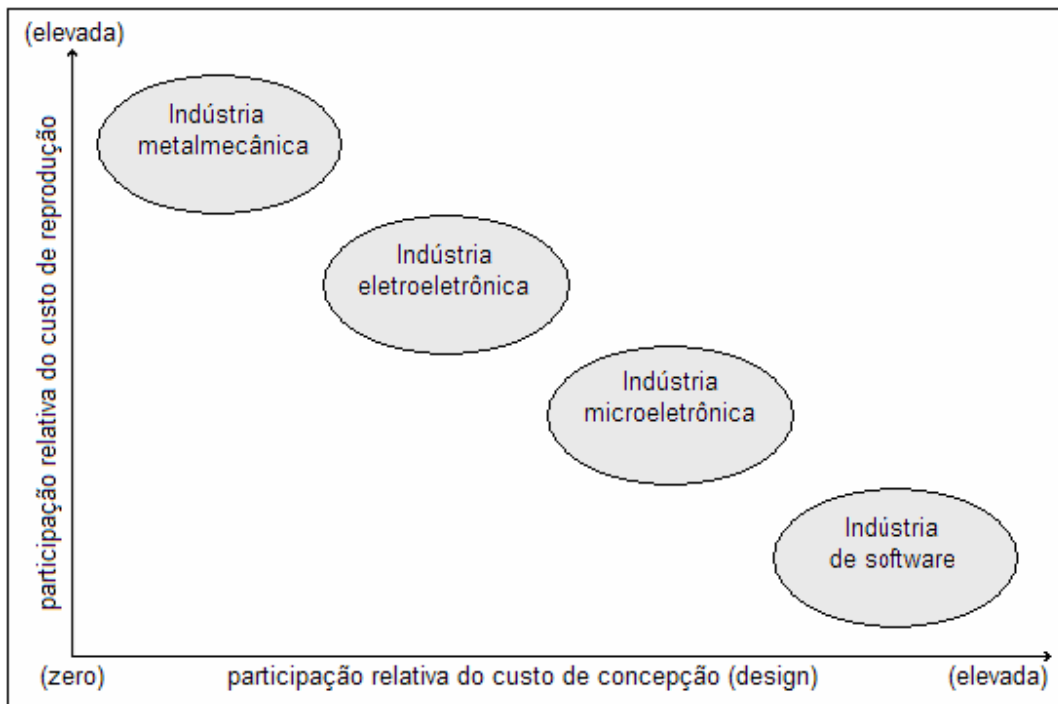 (elevada)
participação relativa do custo de reprodução
Indústria
metalmecânica
Indústria
eletroeletrônica
Indústria
microeletrônica
Indústria
de software
(zero)
participação relativa do custo de concepção (design)
(elevada)